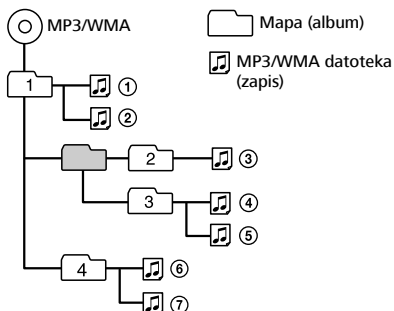 MP3/WMA
Mapa (album)
MP3/WMA datoteka
(zapis)
1
①
②
2
③
3
④
⑤
4
⑥
⑦